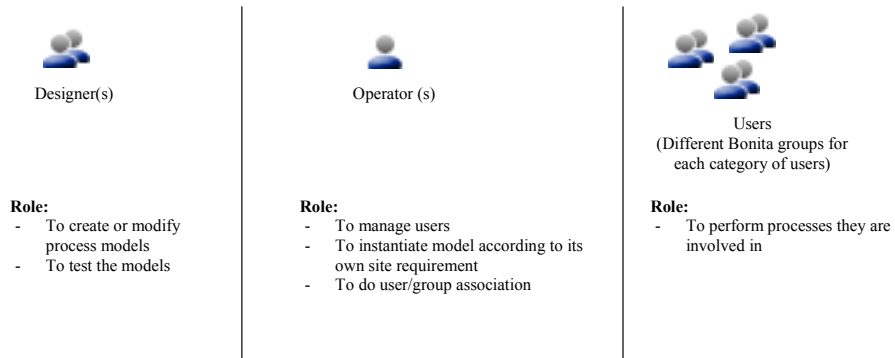 Designer(s)
Role:
- To create or modify
process models
- To test the models
Operator (s)
Role:
- To manage users
- To instantiate model according to its
own site requirement
- To do user/group association
Users
(Different Bonita groups for
each category of users)
Role:
- To perform processes they are
involved in